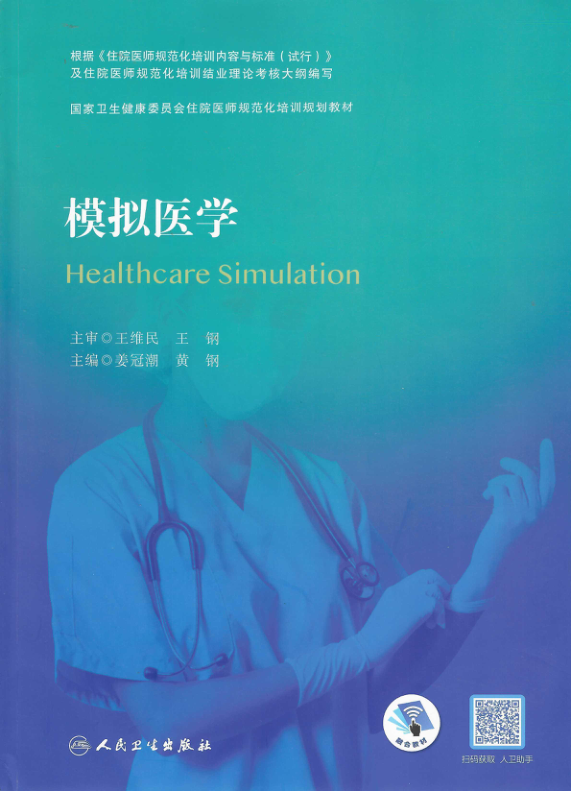 根据《住院医师规范化培训内容与标准（试行）》
及住院医师规范化培训结业理论考核大纲编写
国家卫生健康委员会住院医师规范化培训规划教材
模拟医学
Healthcare Simulation
主审◎王维民 王 钢
主编◎姜冠潮 黄 钢
人民卫生出版社
融合教材
扫码获取 人卫助手